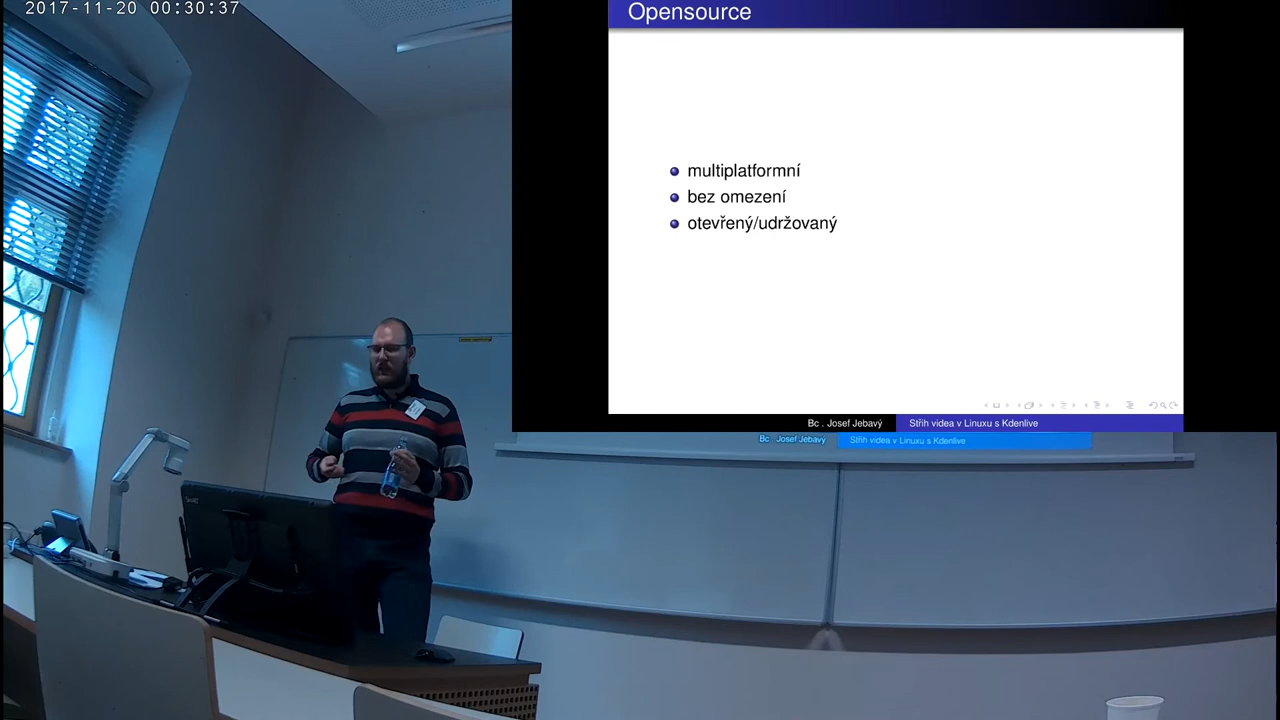 2017-11-20 00:30:37
Opensource
multiplatformní
bez omezení
otevřený/udržovaný
Bc . Josef Jebavý
Střih videa v Linuxu s Kdenlive
Bc . Josef Jebavý
Střih videa v Linuxu s Kdenlive